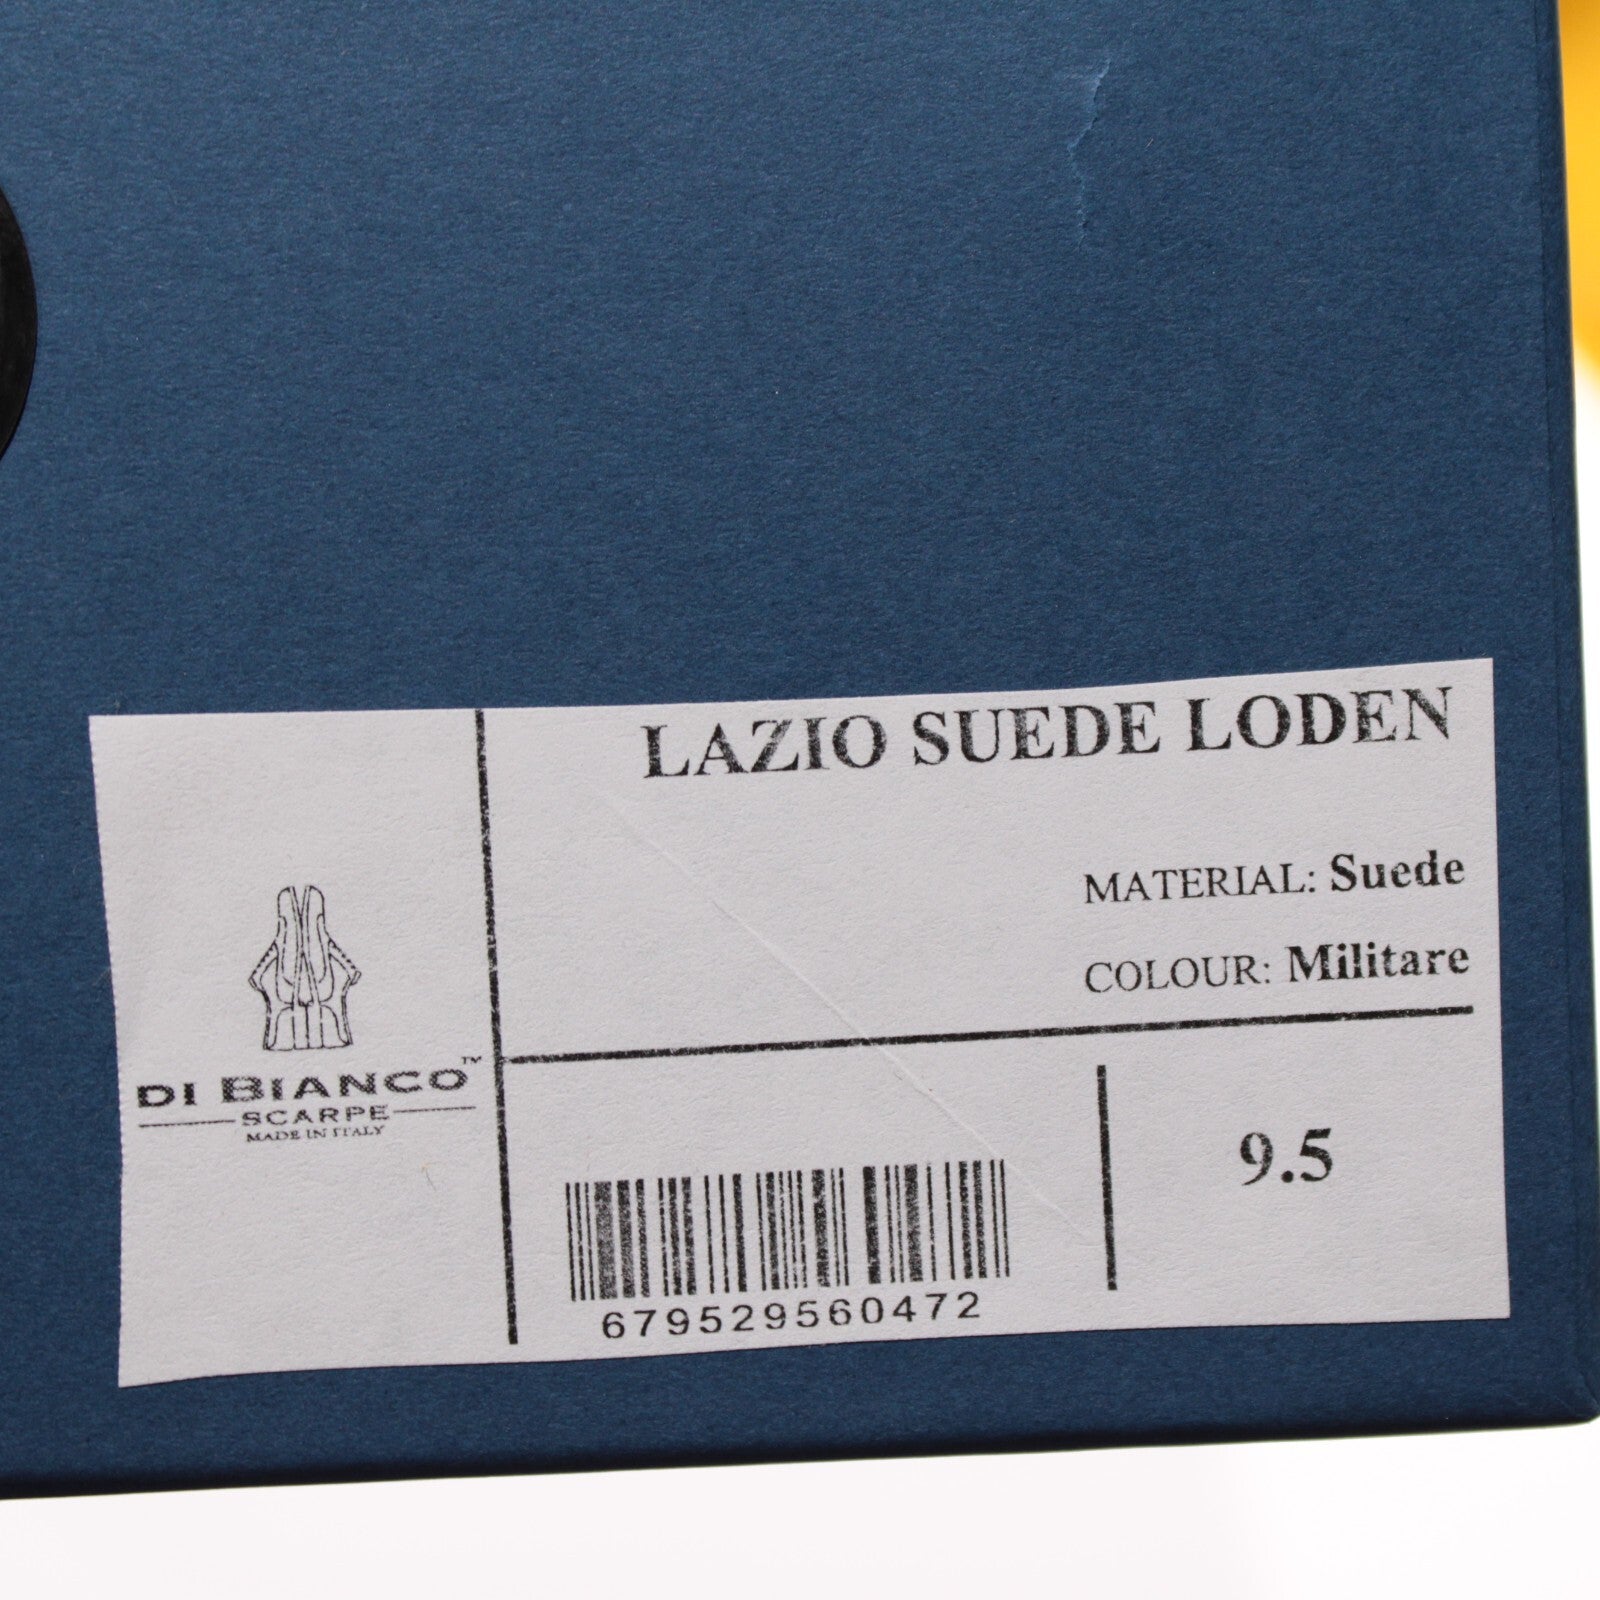 LAZIO SUEDE LODEN
MATERIAL: Suede
COLOUR: Militare
DI BIANCO™
SCARPE
MADE IN ITALY
679529560472
9.5